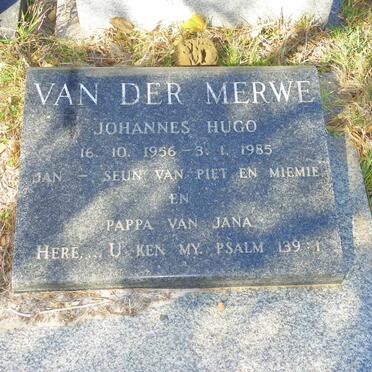 VAN DER MERWE
JOHANNES HUGO
16. 10. 1956 – 3. 1. 1985
JAN – SEUN VAN PIET EN MIEMIE
EN
PAPPA VAN JANA
HERE,... U KEN MY. PSALM 139:1